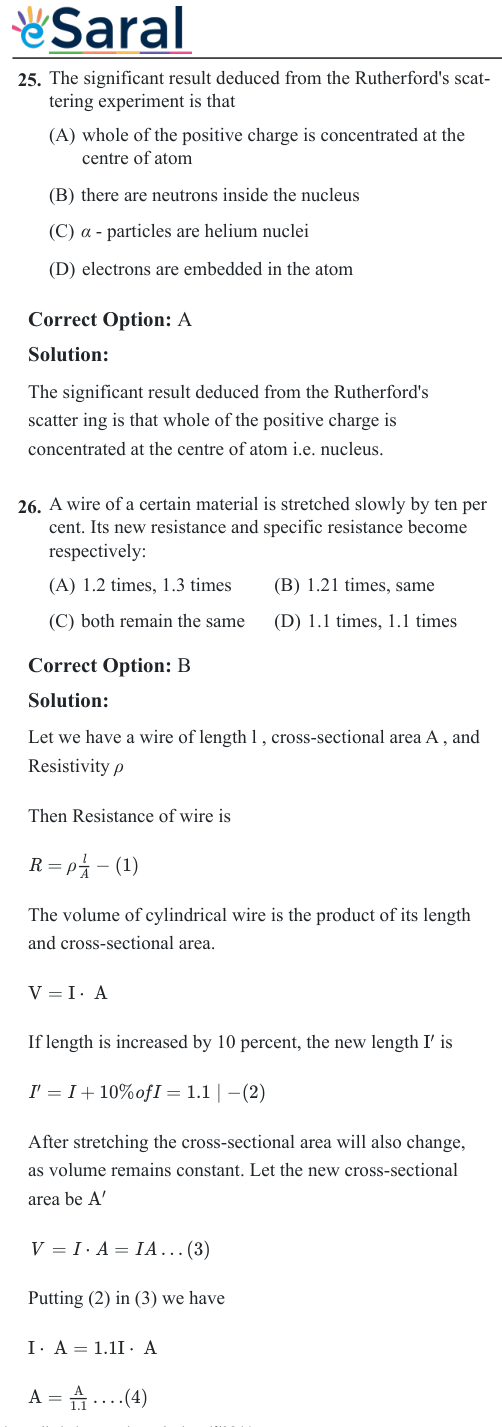 eSaral
25. The significant result deduced from the Rutherford's scat-
tering experiment is that
(A) whole of the positive charge is concentrated at the
centre of atom
(B) there are neutrons inside the nucleus
(C) α - particles are helium nuclei
(D) electrons are embedded in the atom
Correct Option: A
Solution:
The significant result deduced from the Rutherford's
scatter ing is that whole of the positive charge is
concentrated at the centre of atom i.e. nucleus.
26. A wire of a certain material is stretched slowly by ten per
cent. Its new resistance and specific resistance become
respectively:
(A) 1.2 times, 1.3 times (B) 1.21 times, same
(C) both remain the same (D) 1.1 times, 1.1 times
Correct Option: B
Solution:
Let we have a wire of length l , cross-sectional area A , and
Resistivity ρ
Then Resistance of wire is
R = ρ l/A − (1)
The volume of cylindrical wire is the product of its length
and cross-sectional area.
V = I · A
If length is increased by 10 percent, the new length I′ is
I′ = I + 10%ofI = 1.1 | −(2)
After stretching the cross-sectional area will also change,
as volume remains constant. Let the new cross-sectional
area be A′
V = I · A = IA . . . (3)
Putting (2) in (3) we have
I · A = 1.1I · A
A = A/1.1 . . . .(4)